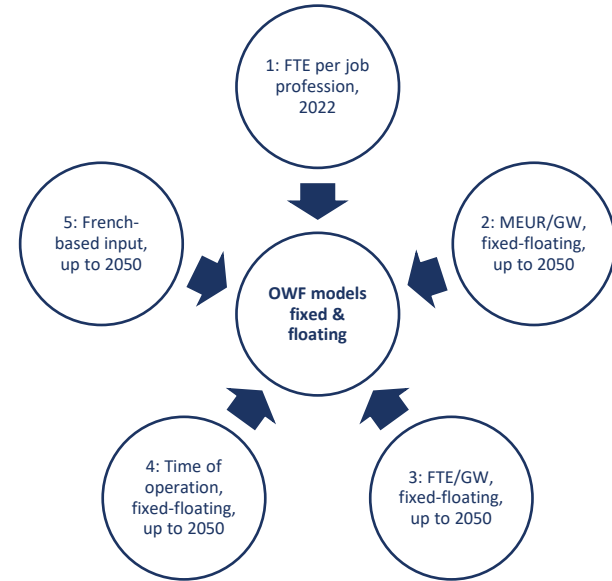 1: FTE per job
profession,
2022
5: French-
based input,
up to 2050
2: MEUR/GW,
fixed-floating,
up to 2050
OWF models
fixed &
floating
4: Time of
operation,
fixed-floating,
up to 2050
3: FTE/GW,
fixed-floating,
up to 2050